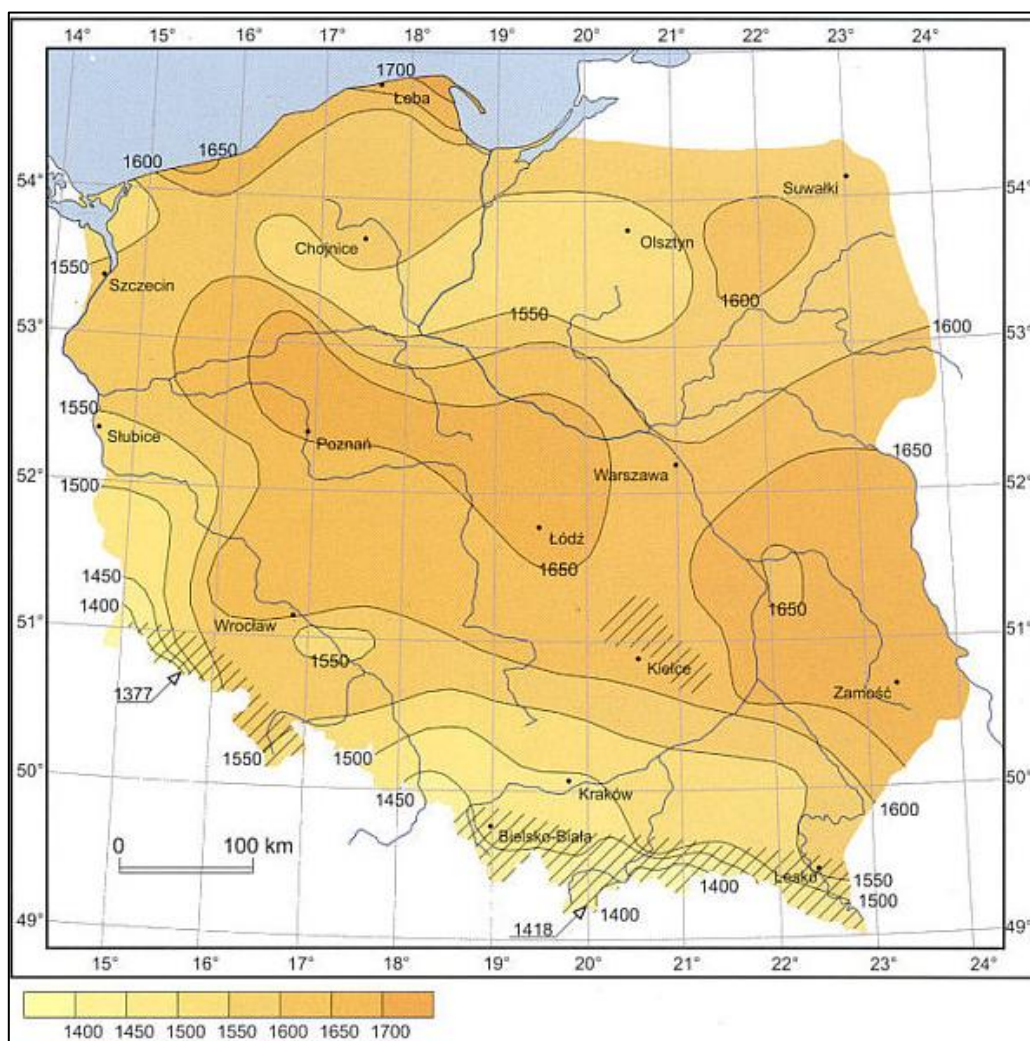 14° 15° 16° 17° 18° 19° 20° 21° 22° 23° 24°
1700
Łeba
1650
1600
54° 54°
Suwałki
Chojnice
Olsztyn
1550
Szczecin
1600
53° 1550 1600 53°
1550
Słubice
Poznań
1650
Warszawa
52° 52°
1500
Łódź
1650
1450
1650
1400
51° 51°
Wrocław
1550
Kielce
1377
Zamość
1550
1500
50° 50°
1450
Kraków
1600
0 100 km
Bielsko-Biała
Lesko
1550
1400
1500
1400
1418
49° 49°
15° 16° 17° 18° 19° 20° 21° 22° 23° 24°
1400 1450 1500 1550 1600 1650 1700